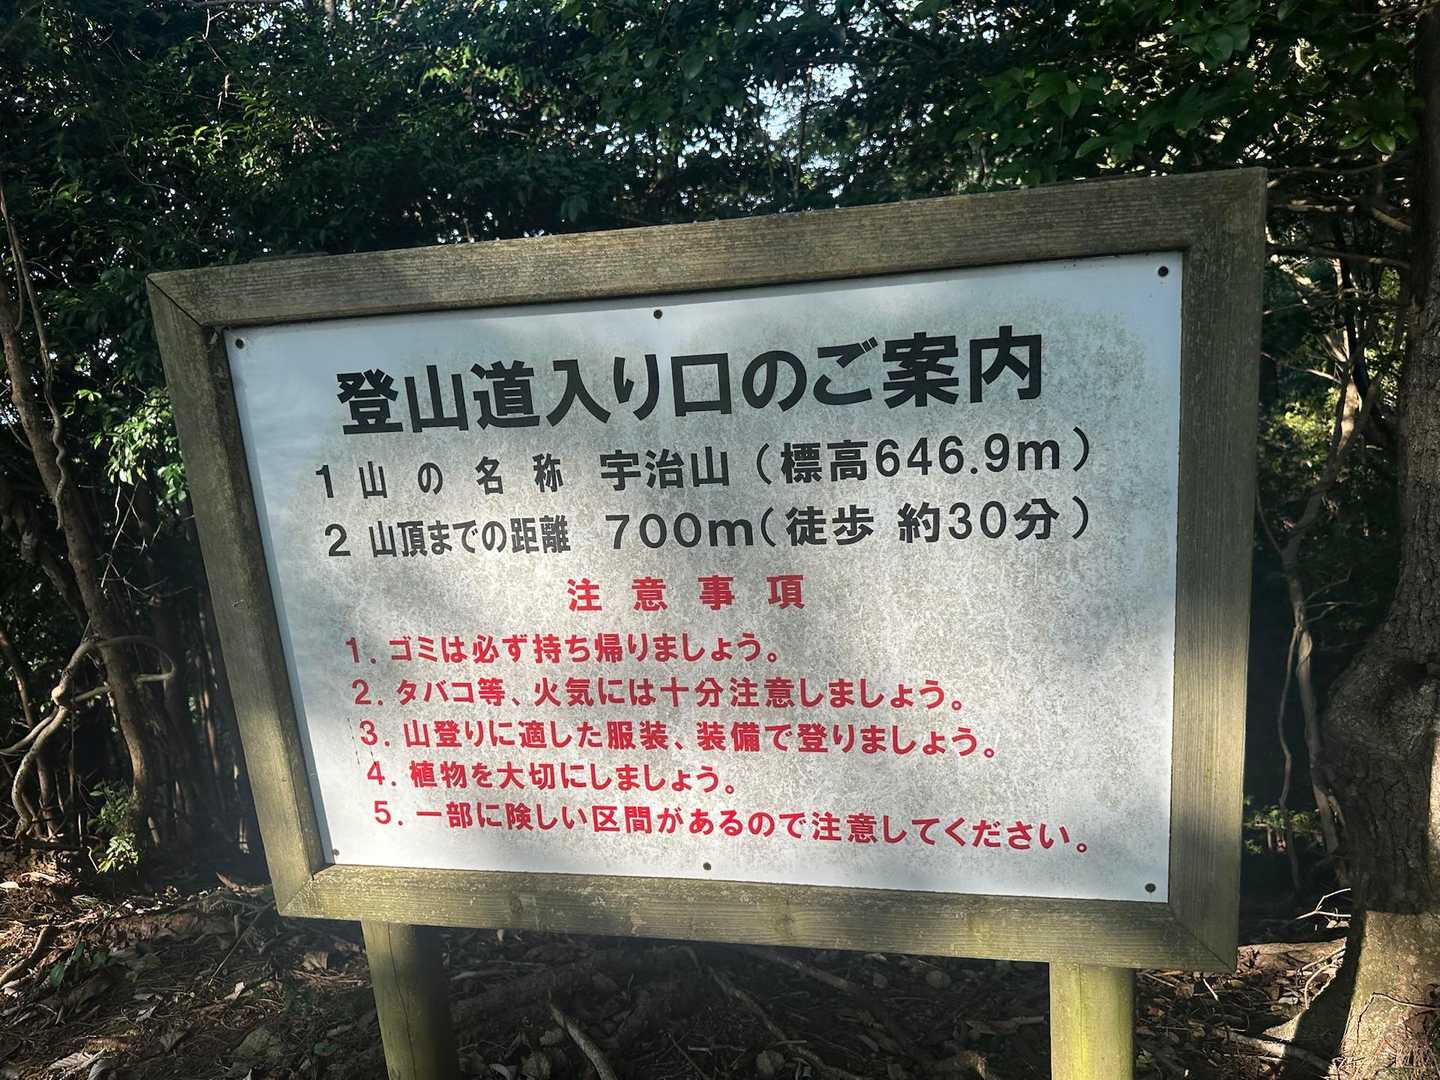 登山道入り口のご案内
1 山の名称 宇治山(標高646.9m)
2 山頂までの距離 700m(徒歩 約30分)
注意事項
1. ゴミは必ず持ち帰りましょう。
2. タバコ等、火気には十分注意しましょう。
3. 山登りに適した服装、装備で登りましょう。
4. 植物を大切にしましょう。
5. 一部に険しい区間があるので注意してください。